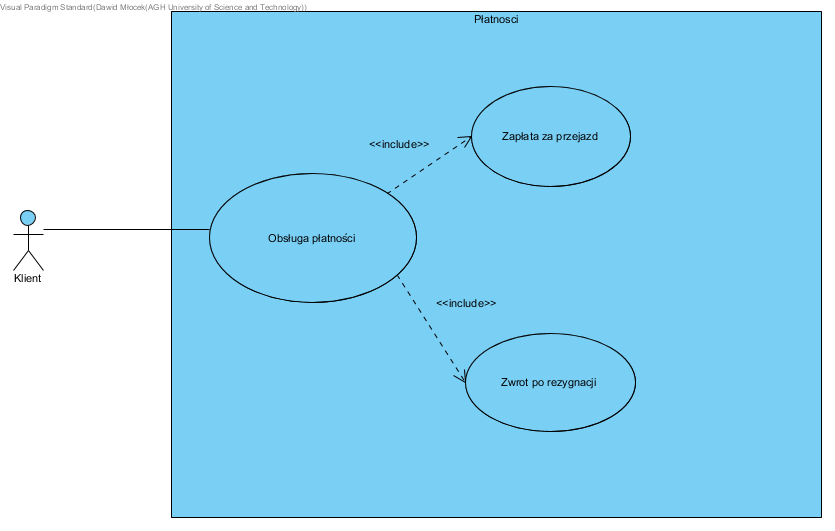 Visual Paradigm Standard(Dawid Młocek(AGH University of Science and Technology))
Płatnosci
<<include>>
Zapłata za przejazd
Obsługa płatności
Klient
<<include>>
Zwrot po rezygnacji